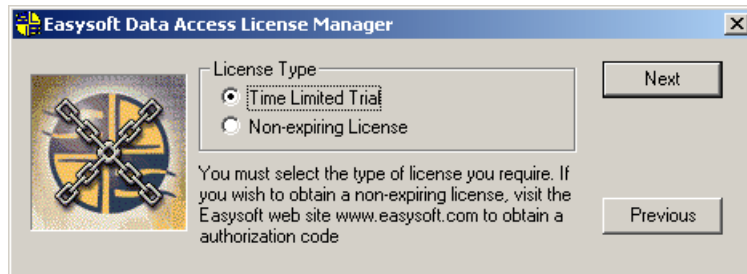 Easysoft Data Access License Manager
License Type
Time Limited Trial
Non-expiring License
Next
You must select the type of license you require. If
you wish to obtain a non-expiring license, visit the
Easysoft web site www.easysoft.com to obtain a
authorization code
Previous